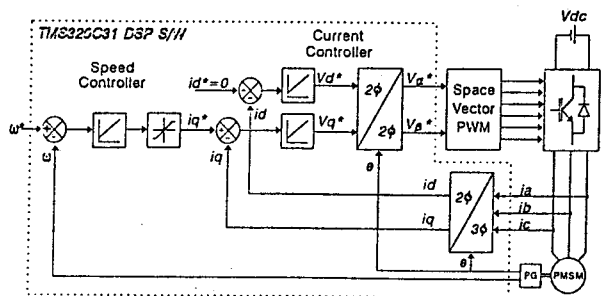 TMS320C31 DSP S/W
Vdc
Current
Controller
Speed
Controller
id*=0
id
Vd*
Vα*
2ϕ
2ϕ
Space
Vector
PWM
ω*
ω
iq*
iq
Vq*
Vβ*
θ
id
iq
2ϕ
3ϕ
ia
ib
ic
θ
PG
PMSM